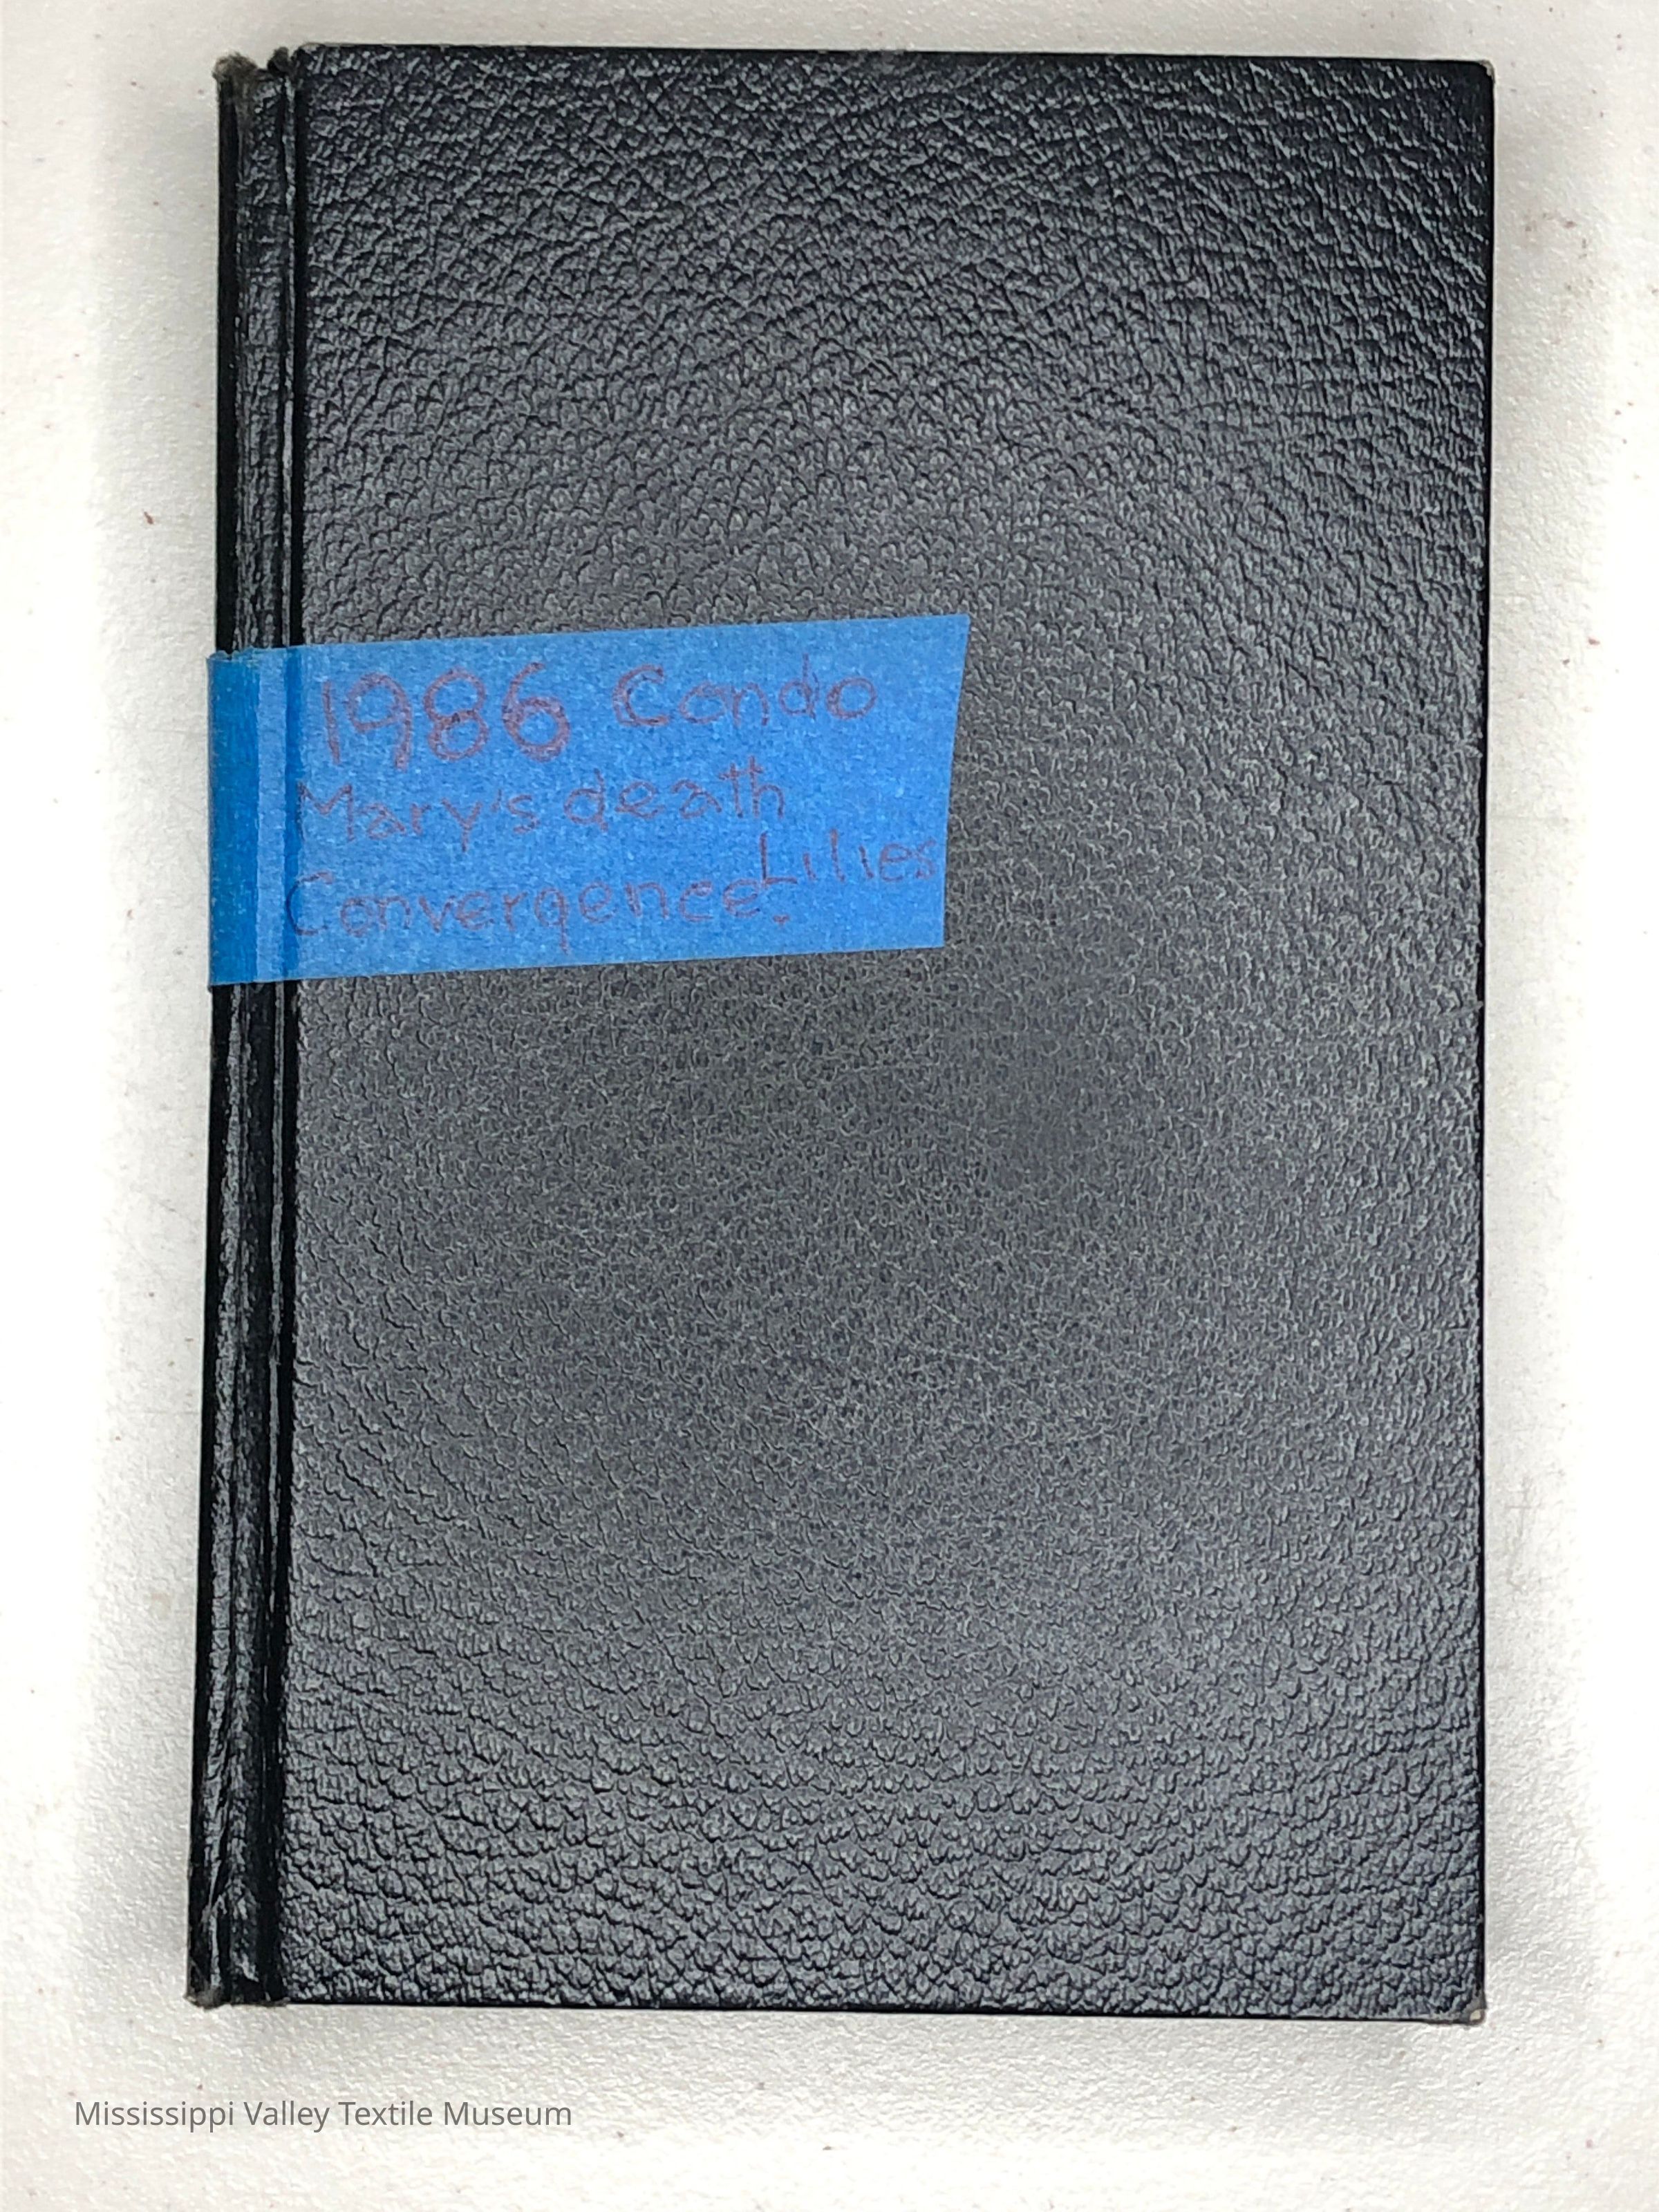 1986 Condo
Mary's death
Lilies
Convergence.
Mississippi Valley Textile Museum